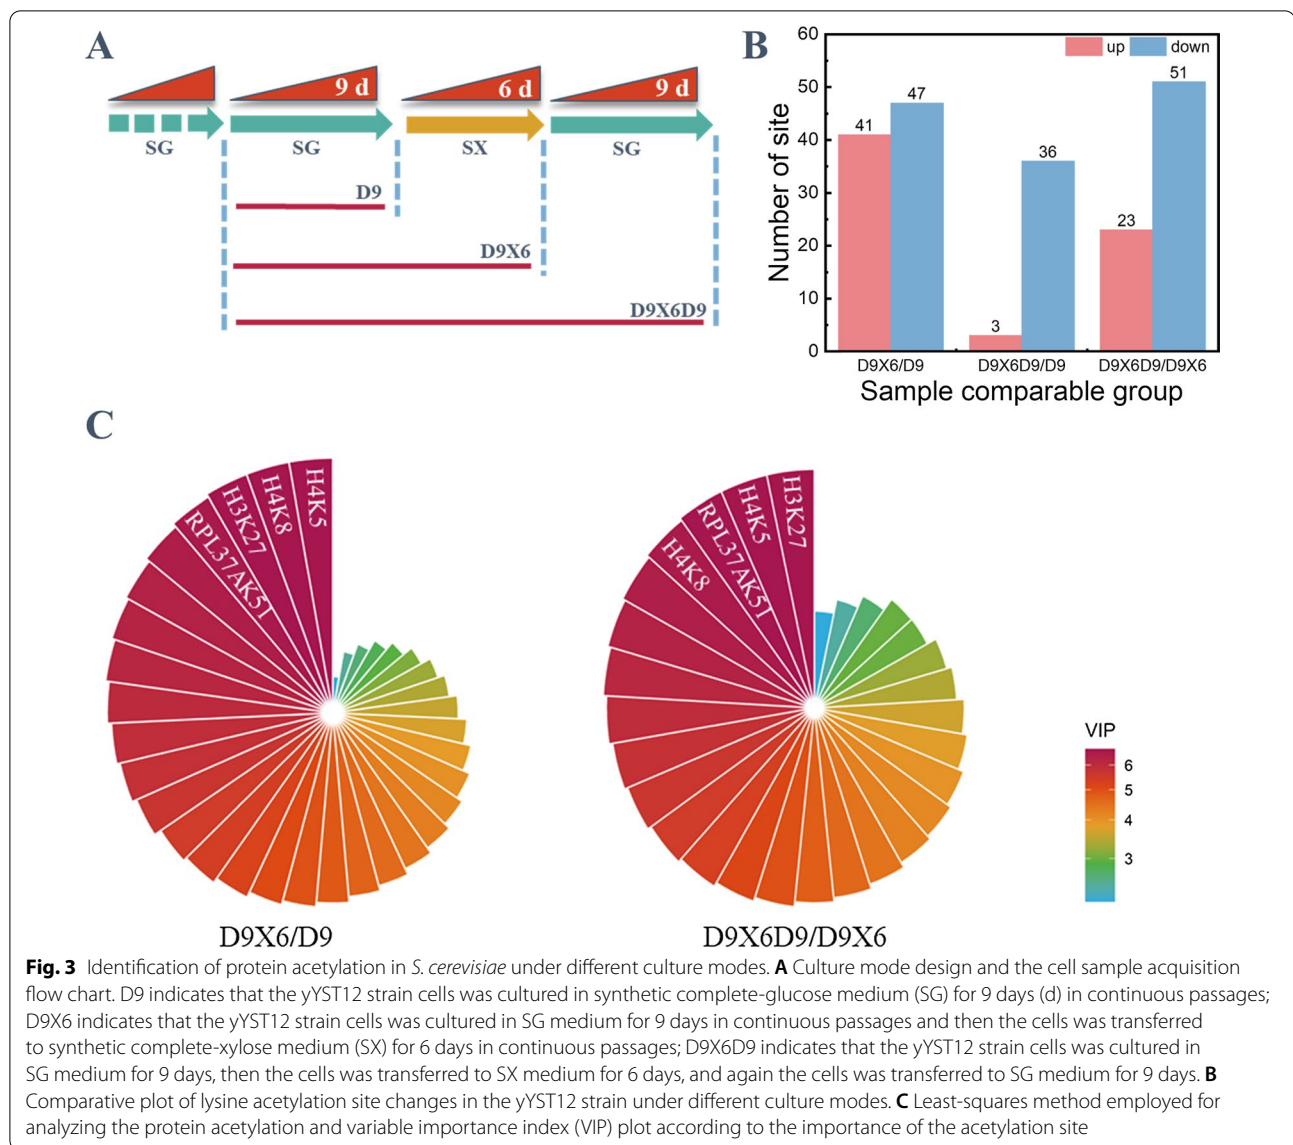 A
9 d
6 d
9 d
SG
SG
SX
SG
D9
D9X6
D9X6D9
B
up
down
60
50
40
30
20
10
0
Number of site
41
47
3
36
23
51
D9X6/D9
D9X6D9/D9
D9X6D9/D9X6
Sample comparable group
C
RPL37AK51
H3K27
H4K8
H4K5
D9X6/D9
H4K8
RPL37AK51
H4K5
H3K27
D9X6D9/D9X6
VIP
6
5
4
3
Fig. 3 Identification of protein acetylation in S. cerevisiae under different culture modes. A Culture mode design and the cell sample acquisition
flow chart. D9 indicates that the yYST12 strain cells was cultured in synthetic complete-glucose medium (SG) for 9 days (d) in continuous passages;
D9X6 indicates that the yYST12 strain cells was cultured in SG medium for 9 days in continuous passages and then the cells was transferred
to synthetic complete-xylose medium (SX) for 6 days in continuous passages; D9X6D9 indicates that the yYST12 strain cells was cultured in
SG medium for 9 days, then the cells was transferred to SX medium for 6 days, and again the cells was transferred to SG medium for 9 days. B
Comparative plot of lysine acetylation site changes in the yYST12 strain under different culture modes. C Least-squares method employed for
analyzing the protein acetylation and variable importance index (VIP) plot according to the importance of the acetylation site